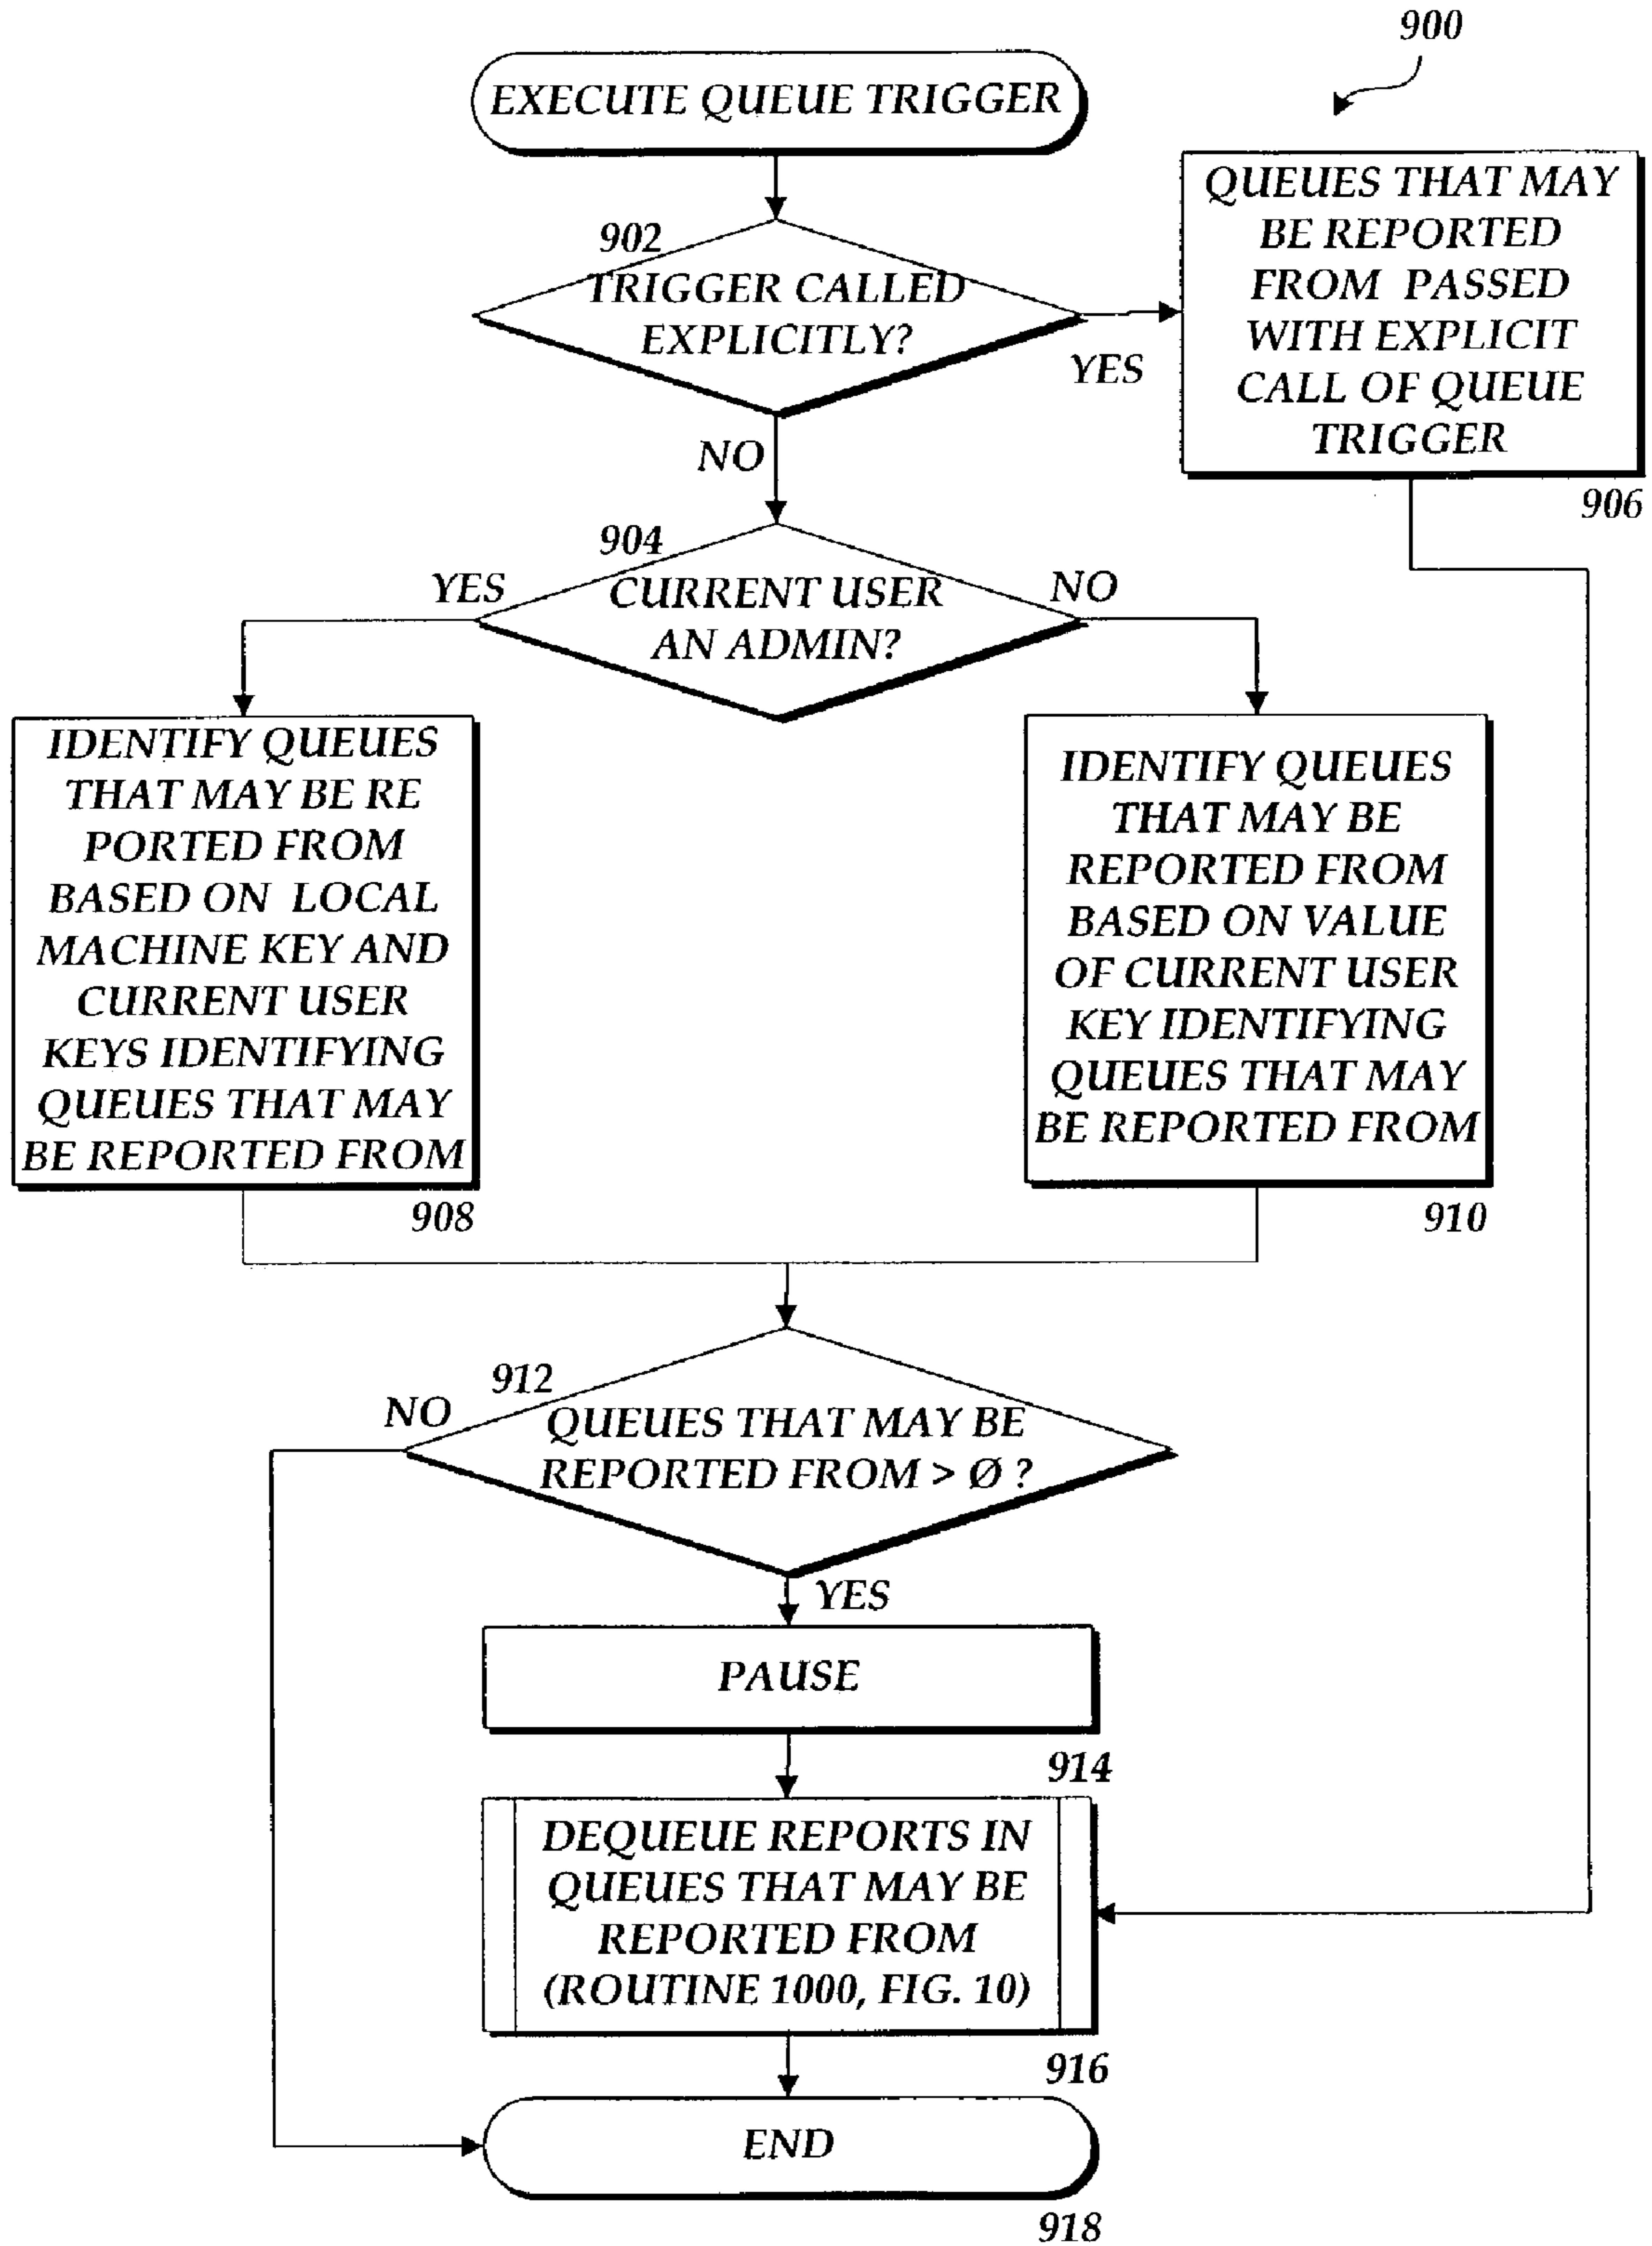 900
EXECUTE QUEUE TRIGGER
902
TRIGGER CALLED
EXPLICITLY?
YES
NO
QUEUES THAT MAY
BE REPORTED
FROM PASSED
WITH EXPLICIT
CALL OF QUEUE
TRIGGER
906
904
CURRENT USER
AN ADMIN?
YES
NO
IDENTIFY QUEUES
THAT MAY BE RE
PORTED FROM
BASED ON LOCAL
MACHINE KEY AND
CURRENT USER
KEYS IDENTIFYING
QUEUES THAT MAY
BE REPORTED FROM
908
IDENTIFY QUEUES
THAT MAY BE
REPORTED FROM
BASED ON VALUE
OF CURRENT USER
KEY IDENTIFYING
QUEUES THAT MAY
BE REPORTED FROM
910
912
NO
QUEUES THAT MAY BE
REPORTED FROM > Ø ?
YES
PAUSE
914
DEQUEUE REPORTS IN
QUEUES THAT MAY BE
REPORTED FROM
(ROUTINE 1000, FIG. 10)
916
END
918